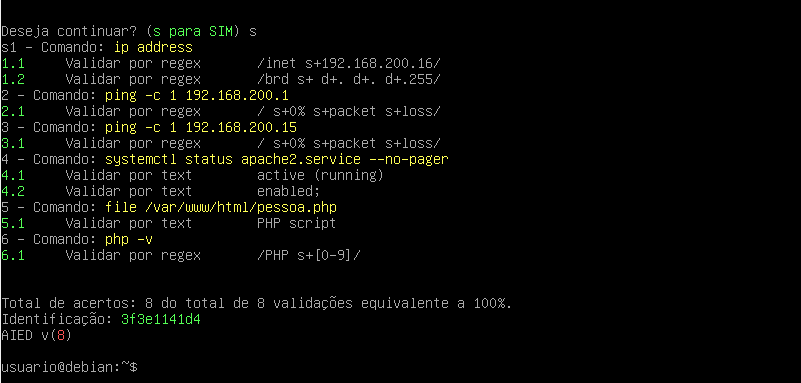 Deseja continuar? (s para SIM) s
s1 - Comando: ip address
1.1 Validar por regex /inet s+192.168.200.16/
1.2 Validar por regex /brd s+ d+. d+. d+.255/
2 - Comando: ping -c 1 192.168.200.1
2.1 Validar por regex / s+0% s+packet s+loss/
3 - Comando: ping -c 1 192.168.200.15
3.1 Validar por regex / s+0% s+packet s+loss/
4 - Comando: systemctl status apache2.service --no-pager
4.1 Validar por text active (running)
4.2 Validar por text enabled;
5 - Comando: file /var/www/html/pessoa.php
5.1 Validar por text PHP script
6 - Comando: php -v
6.1 Validar por regex /PHP s+[0-9]/
Total de acertos: 8 do total de 8 validações equivalente a 100%.
Identificação: 3f3e1141d4
AIED v(8)
usuario@debian:~$